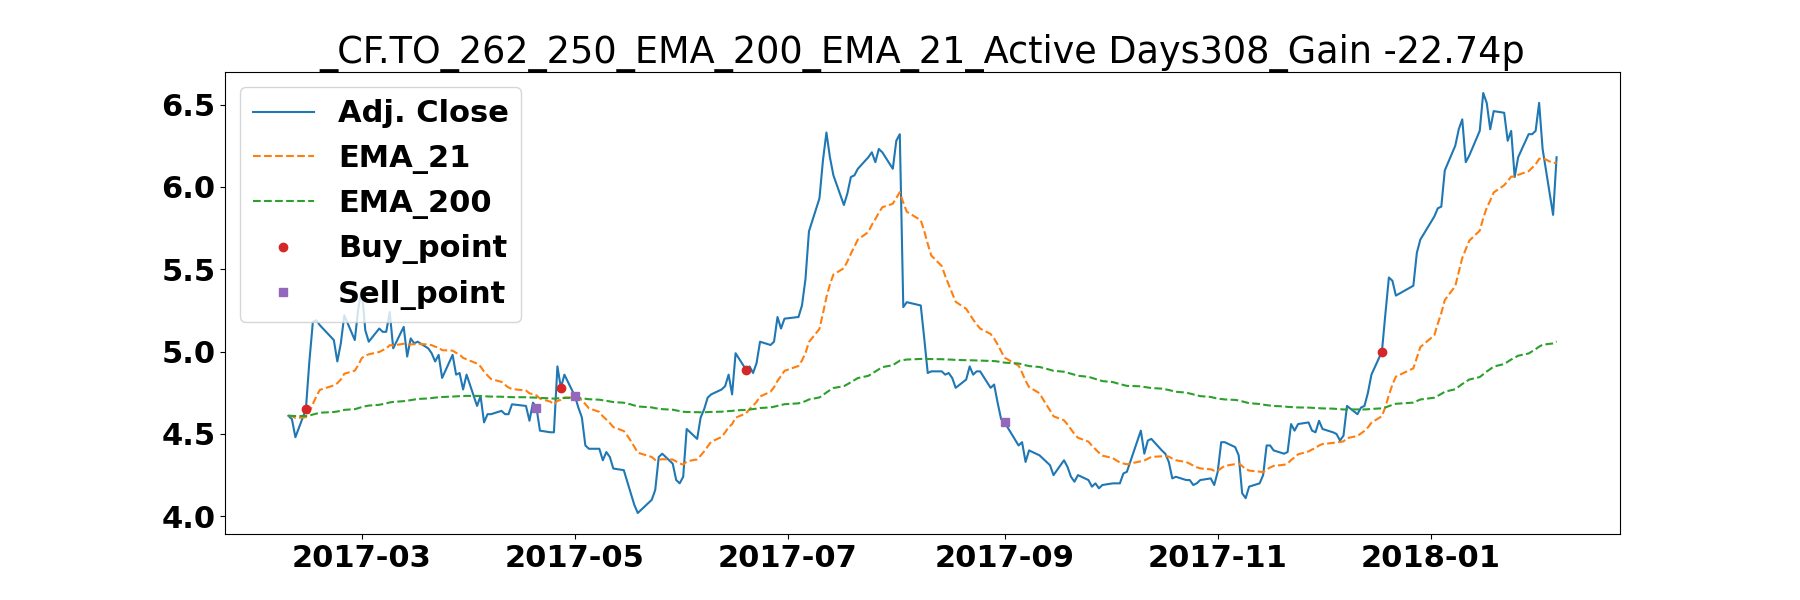 _CF.TO_262_250_EMA_200_EMA_21_Active Days308_Gain -22.74p
6.5
6.0
5.5
5.0
4.5
4.0
Adj. Close
EMA_21
EMA_200
Buy_point
Sell_point
2017-03 2017-05 2017-07 2017-09 2017-11 2018-01